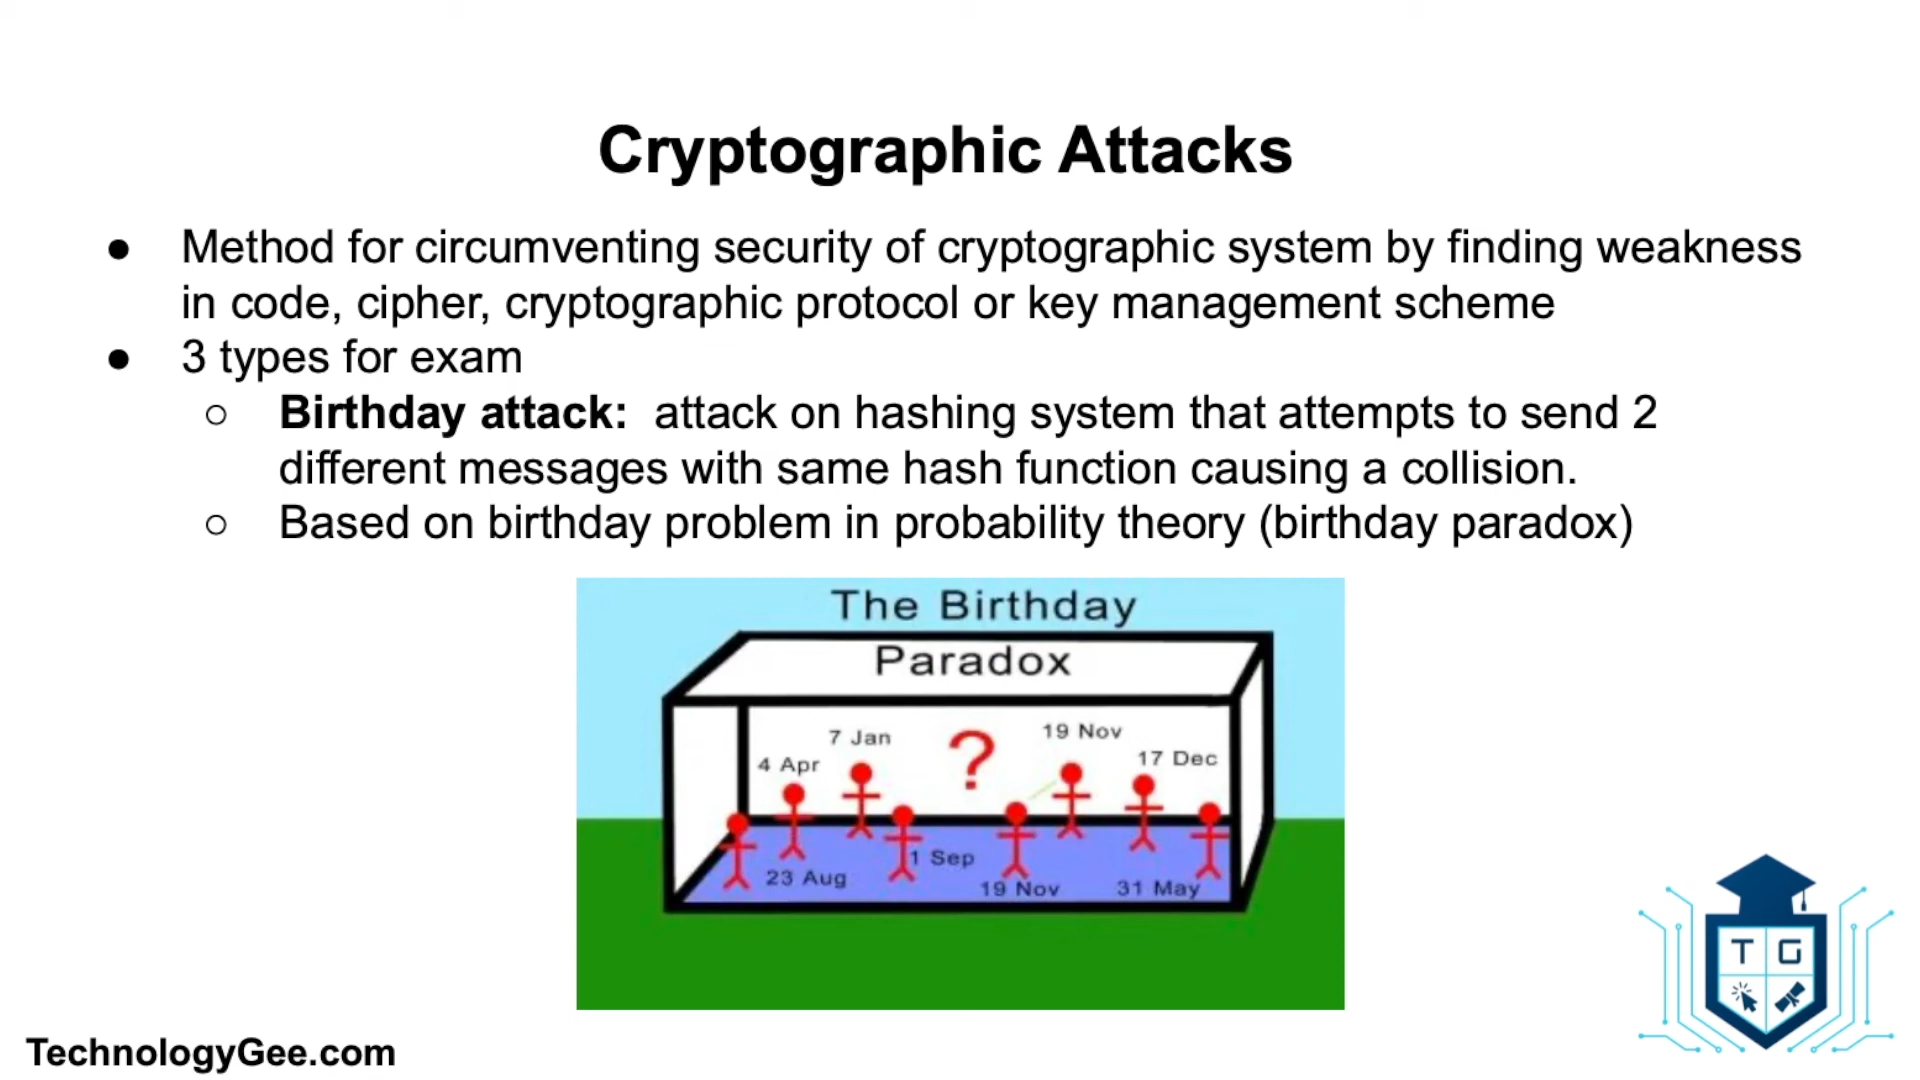 Cryptographic Attacks
● Method for circumventing security of cryptographic system by finding weakness
in code, cipher, cryptographic protocol or key management scheme
● 3 types for exam
○ Birthday attack: attack on hashing system that attempts to send 2
different messages with same hash function causing a collision.
○ Based on birthday problem in probability theory (birthday paradox)
The Birthday
Paradox
7 Jan
?
19 Nov
4 Apr
17 Dec
1 Sep
23 Aug
19 Nov
31 May
T G
TechnologyGee.com